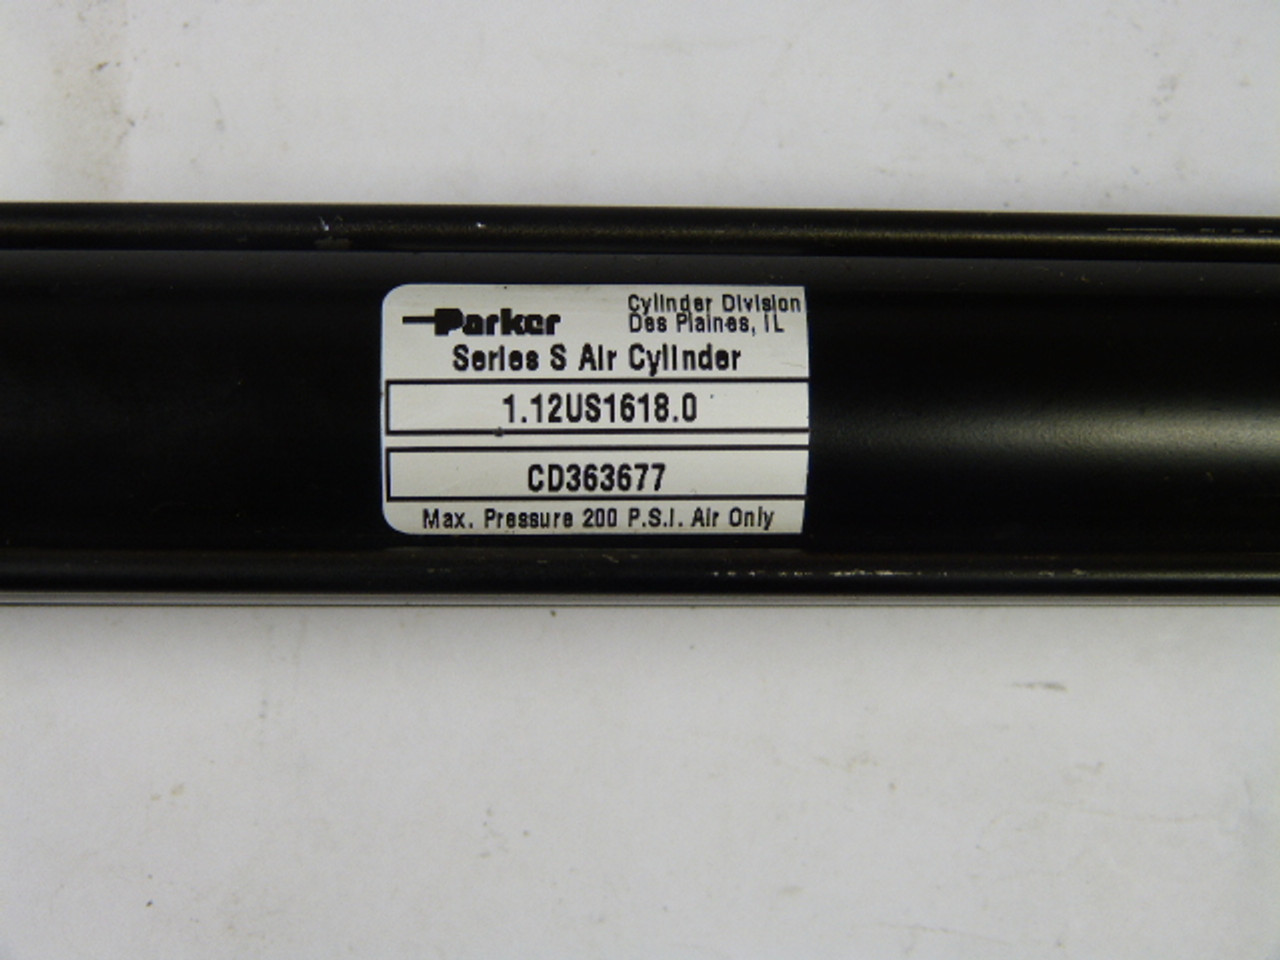 Parker
Cylinder Division
Des Plaines, IL
Series S Air Cylinder
1.12US1618.0
CD363677
Max. Pressure 200 P.S.I. Air Only